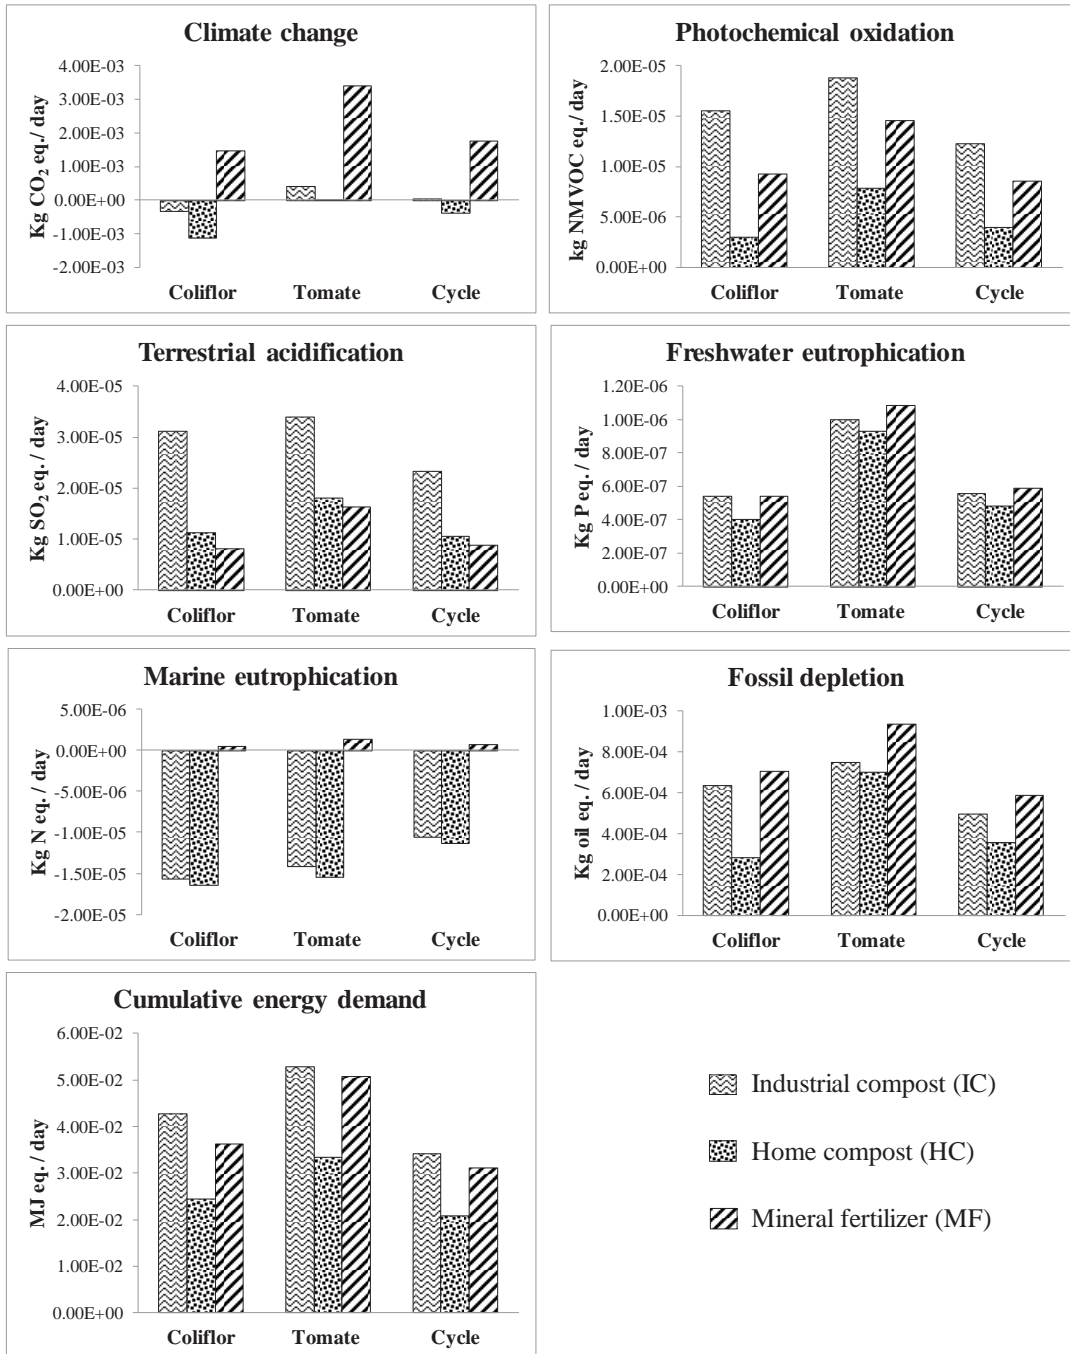 Climate change
Kg CO₂ eq./ day
4.00E-03
3.00E-03
2.00E-03
1.00E-03
0.00E+00
-1.00E-03
-2.00E-03
Coliflor Tomate Cycle
Photochemical oxidation
kg NMVOC eq./ day
2.00E-05
1.50E-05
1.00E-05
5.00E-06
0.00E+00
Coliflor Tomate Cycle
Terrestrial acidification
Kg SO₂ eq. / day
4.00E-05
3.00E-05
2.00E-05
1.00E-05
0.00E+00
Coliflor Tomate Cycle
Freshwater eutrophication
Kg P eq. / day
1.20E-06
1.00E-06
8.00E-07
6.00E-07
4.00E-07
2.00E-07
0.00E+00
Coliflor Tomate Cycle
Marine eutrophication
Kg N eq. / day
5.00E-06
0.00E+00
-5.00E-06
-1.00E-05
-1.50E-05
-2.00E-05
Coliflor Tomate Cycle
Fossil depletion
Kg oil eq. / day
1.00E-03
8.00E-04
6.00E-04
4.00E-04
2.00E-04
0.00E+00
Coliflor Tomate Cycle
Cumulative energy demand
MJ eq. / day
6.00E-02
5.00E-02
4.00E-02
3.00E-02
2.00E-02
1.00E-02
0.00E+00
Coliflor Tomate Cycle
Industrial compost (IC)
Home compost (HC)
Mineral fertilizer (MF)